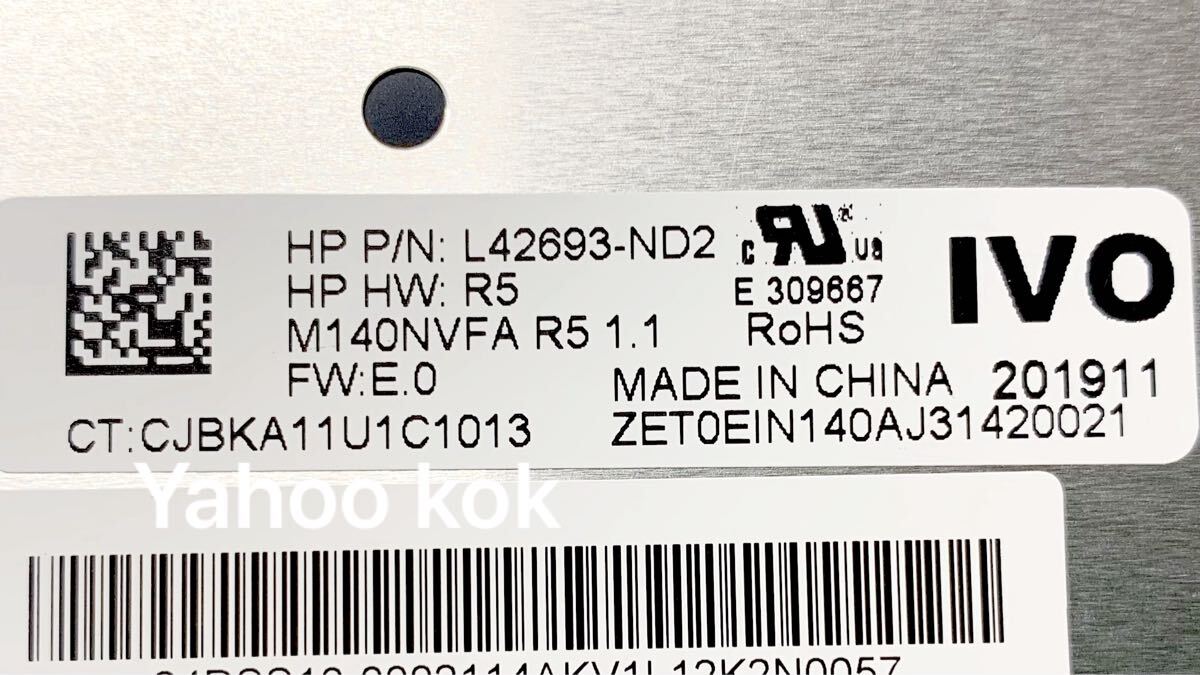 HP P/N: L42693-ND2
HP HW: R5
M140NVFA R5 1.1
FW:E.0
CT:CJBKA11U1C1013
c RU us
E 309667
RoHS
IVO
MADE IN CHINA 201911
ZET0EIN140AJ31420021
Yahoo kok